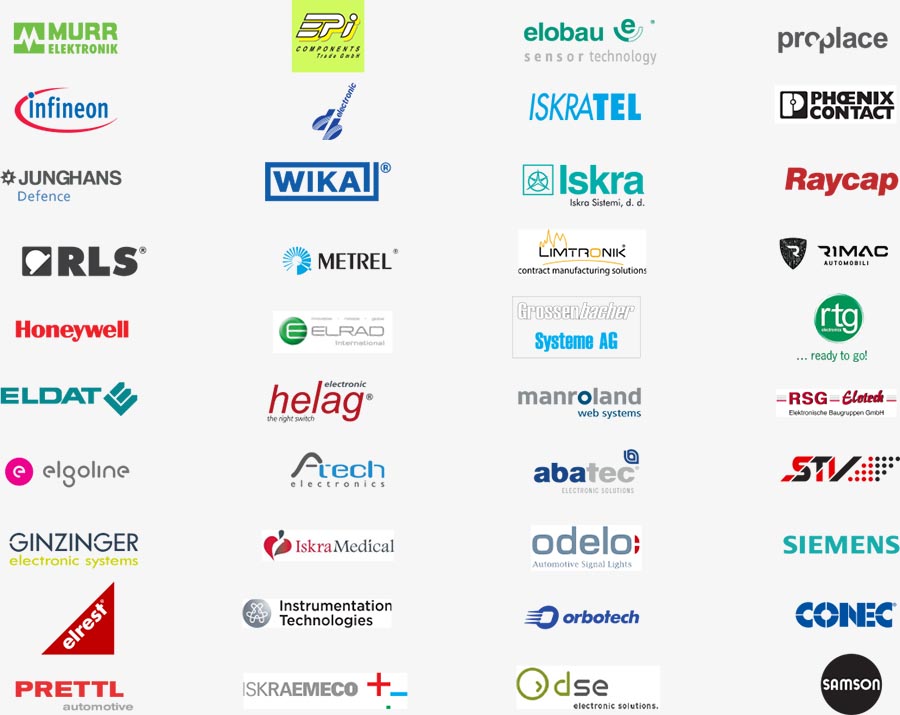 MURR
ELEKTRONIK
EPi
COMPONENTS
Trade GmbH
elobau e ®
sensor technology
proplace
infineon
electronic
ISKRATEL
PHŒNIX
CONTACT
JUNGHANS
Defence
WIKAI ®
Iskra
Iskra Sistemi, d. d.
Raycap
RLS ®
METREL ®
LIMTRONIK
contract manufacturing solutions
RIMAC
AUTOMOBILI
Honeywell
E ELRAD
International
Grossenbacher
Systeme AG
rtg
electronix
... ready to go!
ELDAT
electronic
helag ®
the right switch
manroland
web systems
RSG Elotech
Elektronische Baugruppen GmbH
e elgoline
Atech
electronics
abatec
ELECTRONIC SOLUTIONS
STV
GINZINGER
electronic systems
IskraMedical
odelo
Automotive Signal Lights
SIEMENS
elrest ®
Instrumentation
Technologies
orbotech
CONEC ®
PRETTL
automotive
ISKRAEMECO
dse
electronic solutions.
SAMSON